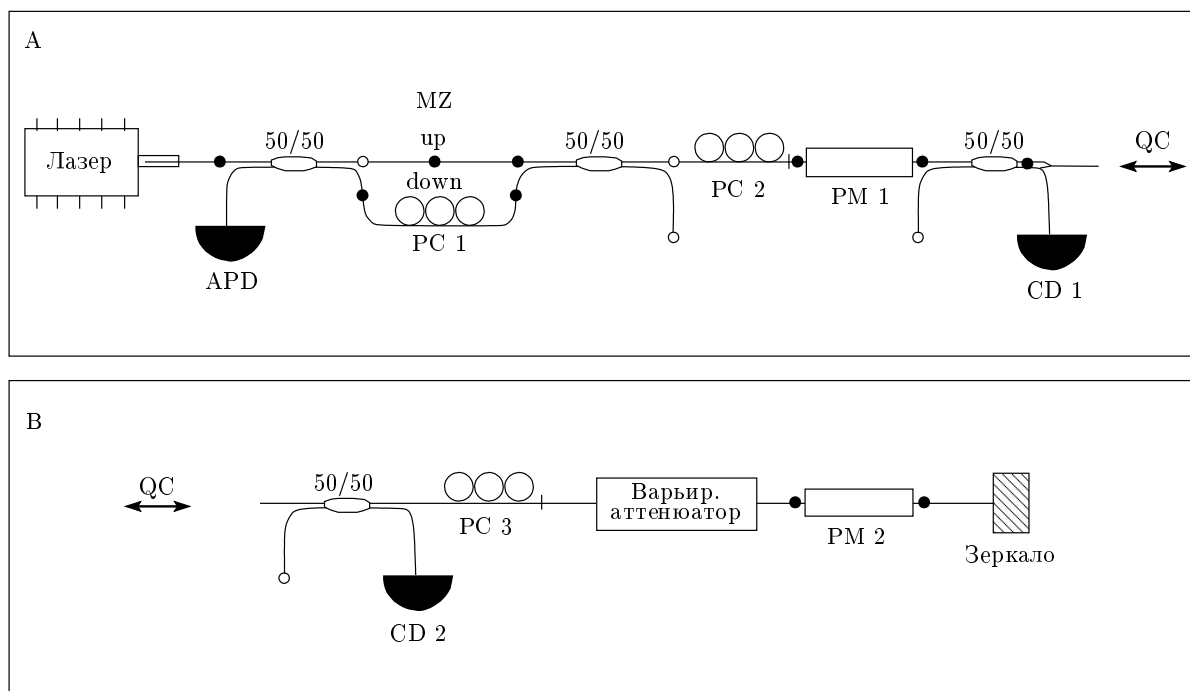 A
MZ
50/50
up
50/50
50/50
QC
Лазер
down
PC 2
PM 1
PC 1
APD
CD 1
B
QC
50/50
Варьир.
аттенюатор
PC 3
PM 2
Зеркало
CD 2